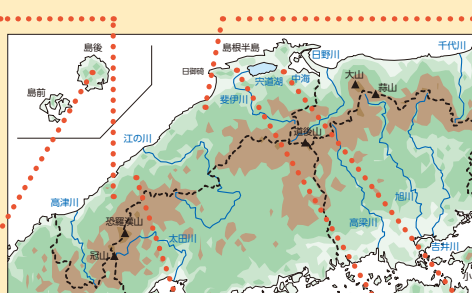 島後
島前
島根半島
日御碕
宍道湖
中海
日野川
大山
蒜山
千代川
斐伊川
江の川
道後山
高津川
恐羅漢山
冠山
太田川
高梁川
旭川
吉井川